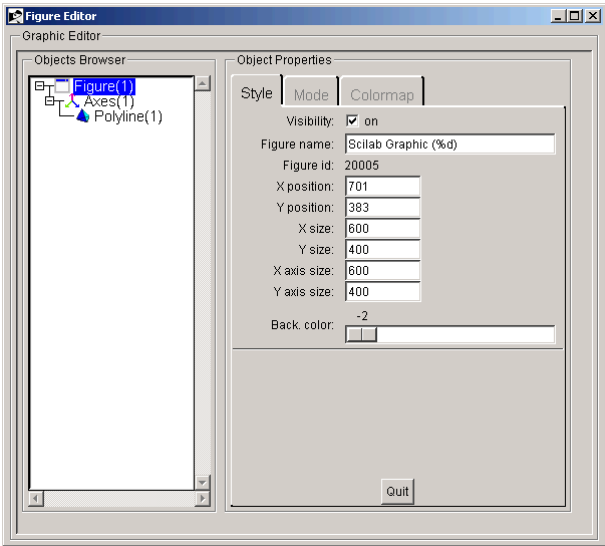 Figure Editor
Graphic Editor
Objects Browser
Figure(1)
Axes(1)
Polyline(1)
Object Properties
Style Mode Colormap
Visibility: on
Figure name: Scilab Graphic (%d)
Figure id: 20005
X position: 701
Y position: 383
X size: 600
Y size: 400
X axis size: 600
Y axis size: 400
Back. color: -2
Quit